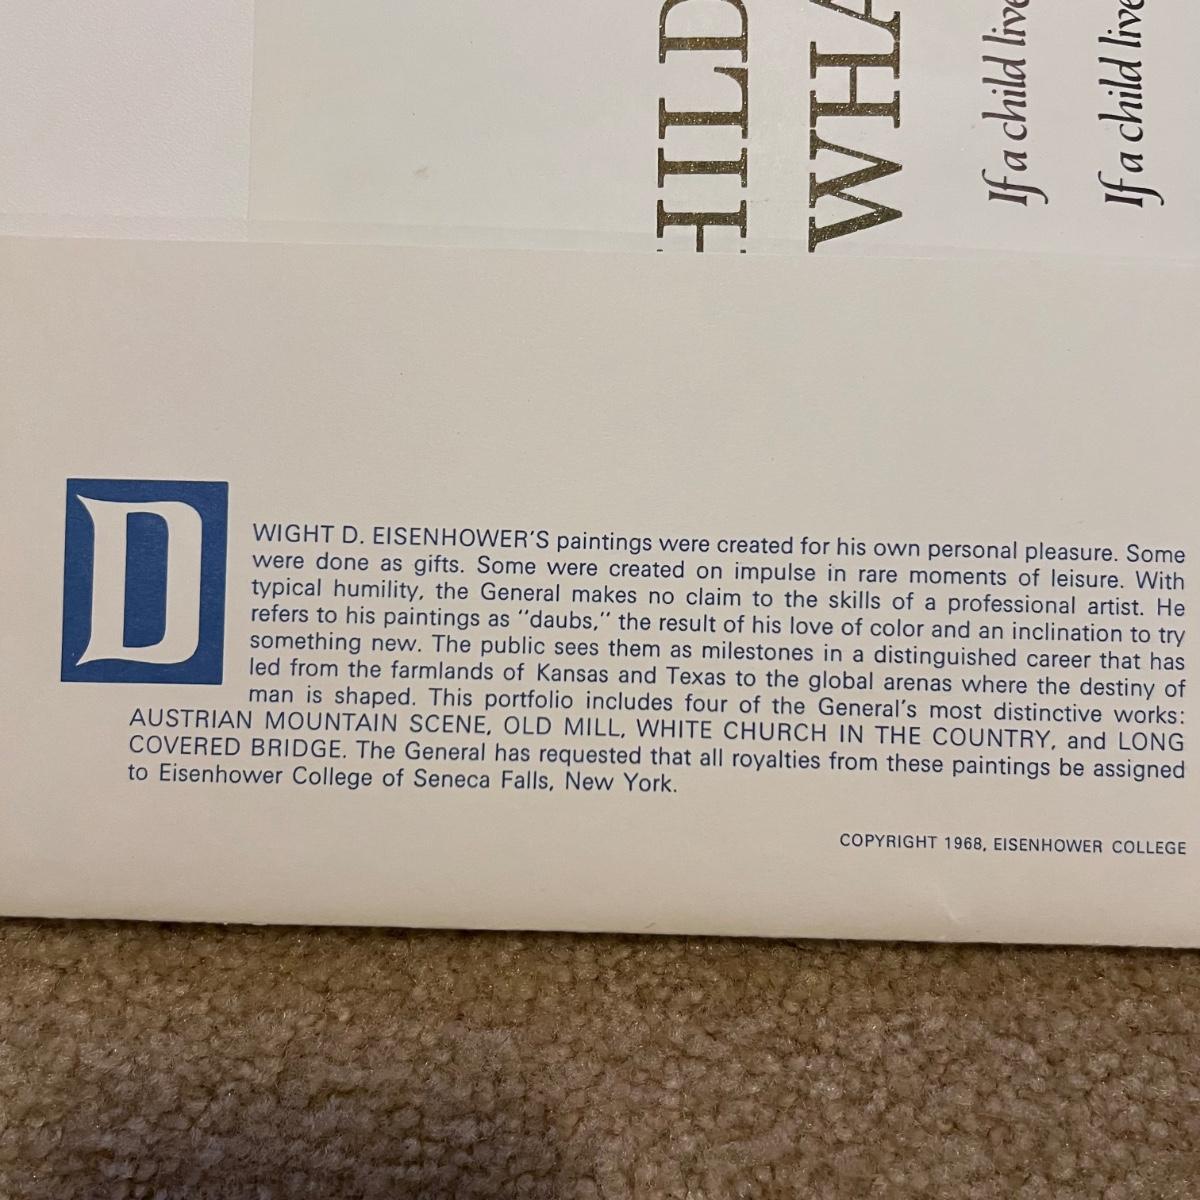 HILD
WHA
If a child live
If a child live
DWIGHT D. EISENHOWER'S paintings were created for his own personal pleasure. Some
were done as gifts. Some were created on impulse in rare moments of leisure. With
typical humility, the General makes no claim to the skills of a professional artist. He
refers to his paintings as "daubs," the result of his love of color and an inclination to try
something new. The public sees them as milestones in a distinguished career that has
led from the farmlands of Kansas and Texas to the global arenas where the destiny of
man is shaped. This portfolio includes four of the General's most distinctive works:
AUSTRIAN MOUNTAIN SCENE, OLD MILL, WHITE CHURCH IN THE COUNTRY, and LONG
COVERED BRIDGE. The General has requested that all royalties from these paintings be assigned
to Eisenhower College of Seneca Falls, New York.
COPYRIGHT 1968, EISENHOWER COLLEGE